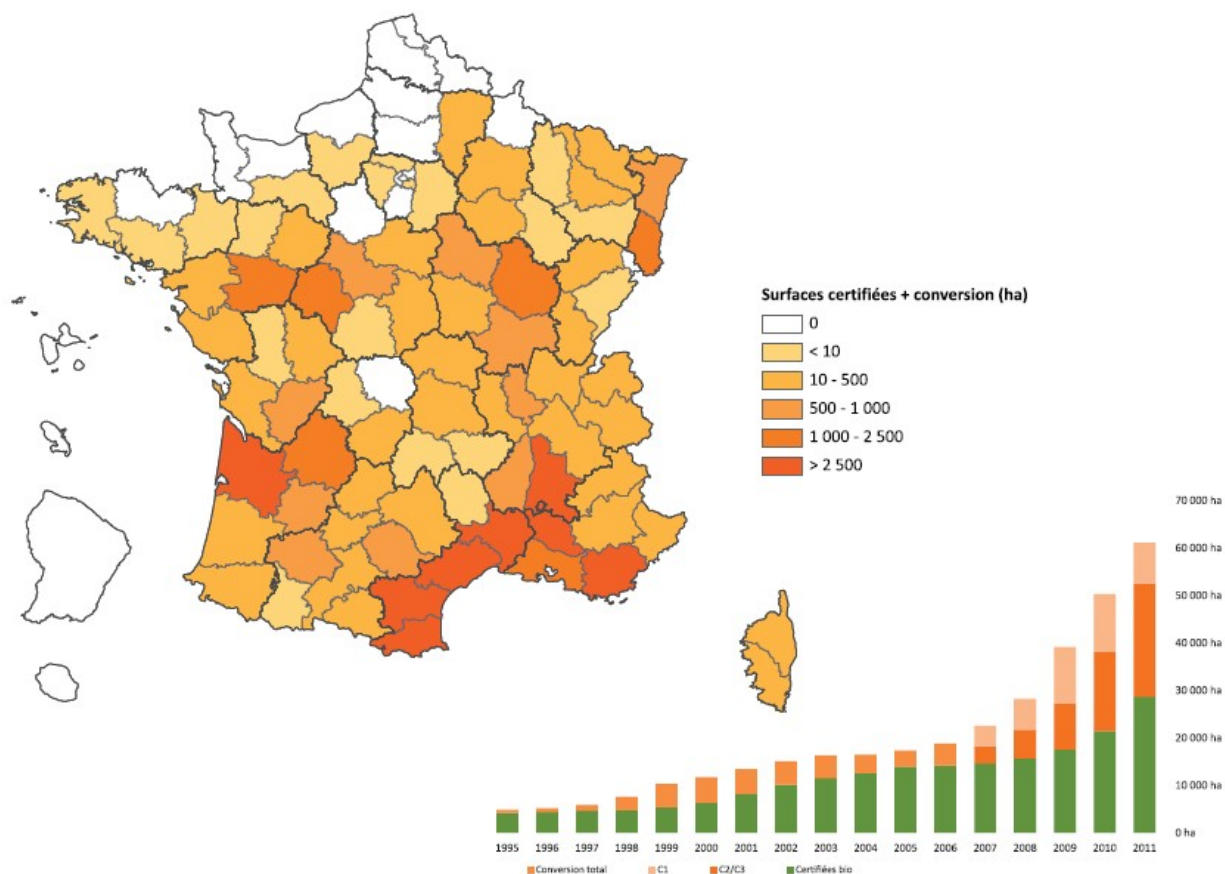 Surfaces certifiées + conversion (ha)
0
< 10
10 - 500
500 - 1 000
1 000 - 2 500
> 2 500
70 000 ha
60 000 ha
50 000 ha
40 000 ha
30 000 ha
20 000 ha
10 000 ha
0 ha
1995 1996 1997 1998 1999 2000 2001 2002 2003 2004 2005 2006 2007 2008 2009 2010 2011
Conversion total C1 C2/C3 Certifiées bio